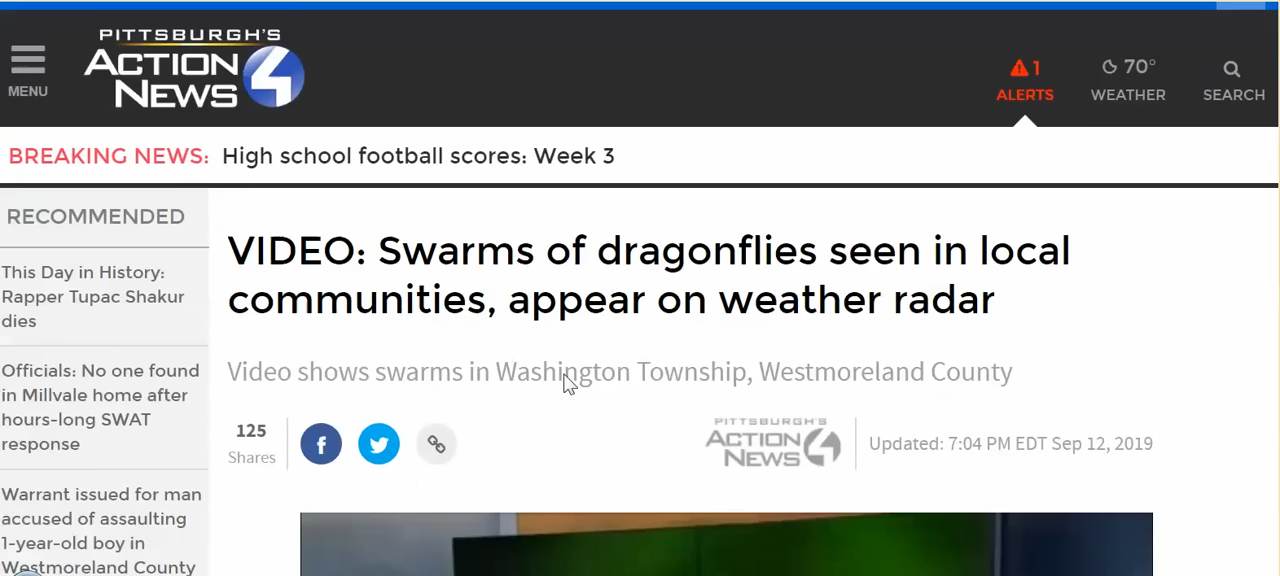 PITTSBURGH'S
ACTION
NEWS 4
MENU
1
ALERTS
70°
WEATHER
SEARCH
BREAKING NEWS: High school football scores: Week 3
RECOMMENDED
This Day in History:
Rapper Tupac Shakur
dies
Officials: No one found
in Millvale home after
hours-long SWAT
response
Warrant issued for man
accused of assaulting
1-year-old boy in
Westmoreland County
VIDEO: Swarms of dragonflies seen in local
communities, appear on weather radar
Video shows swarms in Washington Township, Westmoreland County
125
Shares
PITTSBURGH'S
ACTION
NEWS 4
Updated: 7:04 PM EDT Sep 12, 2019